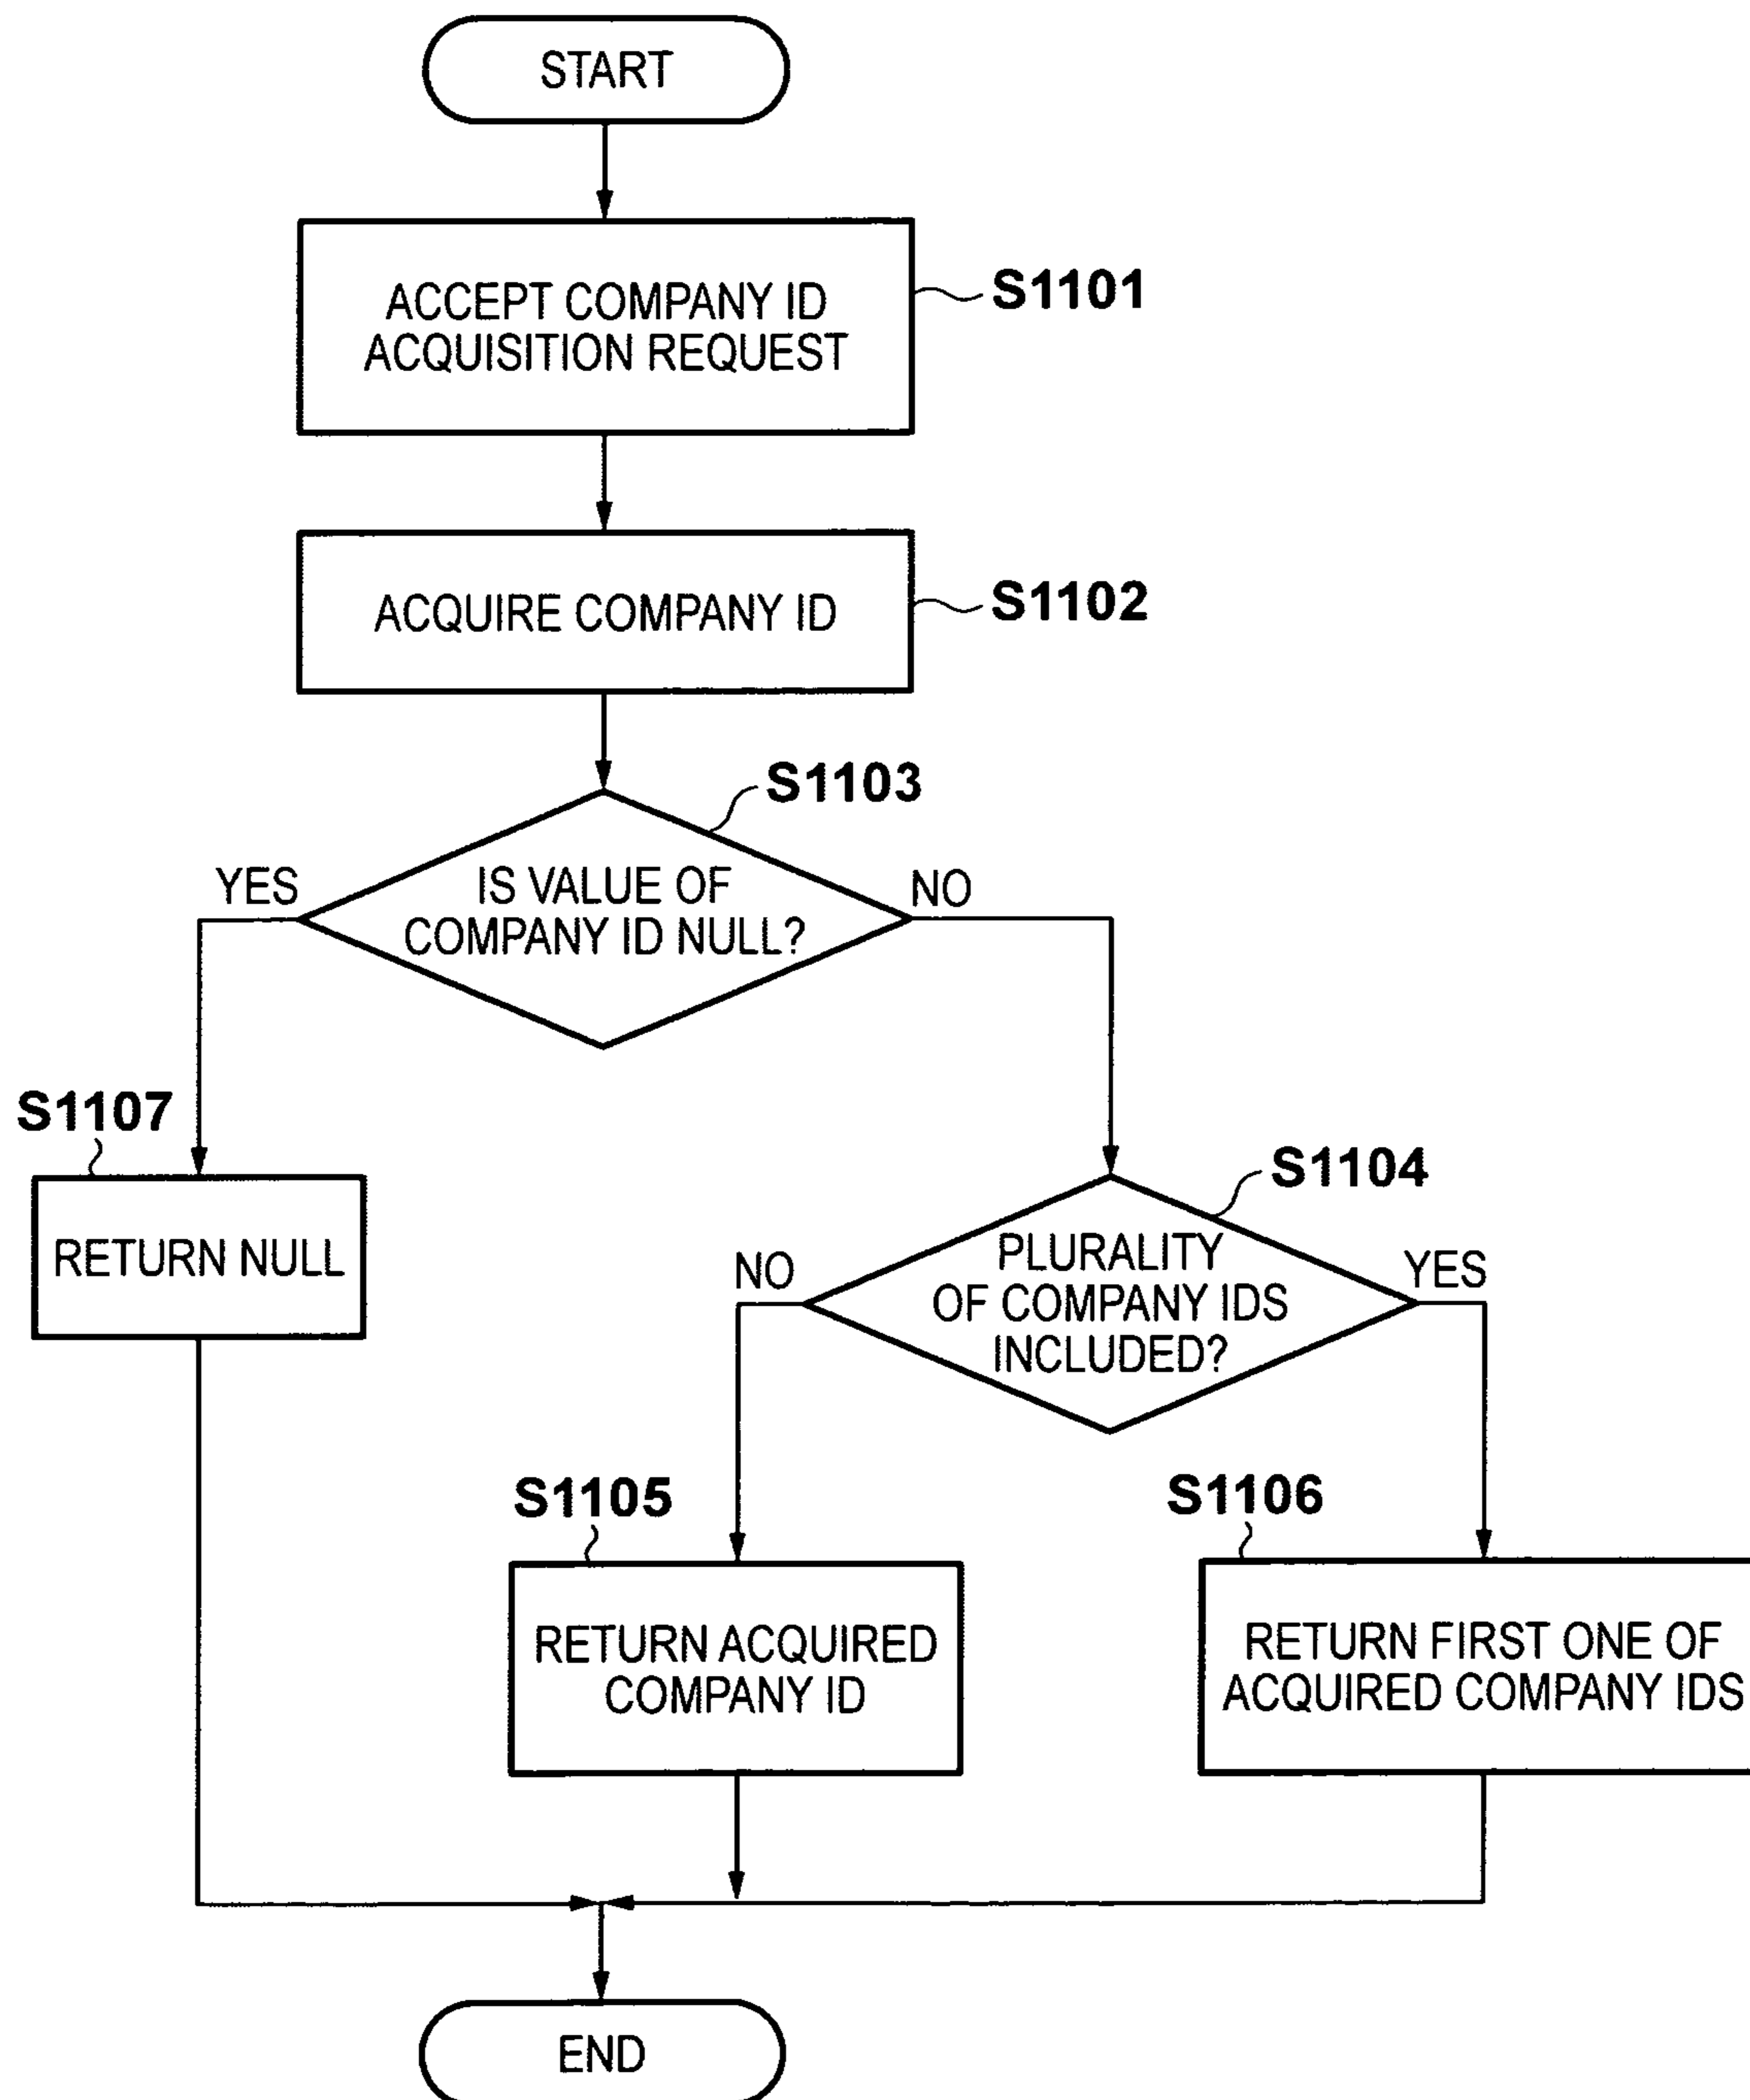 START
ACCEPT COMPANY ID
ACQUISITION REQUEST
S1101
ACQUIRE COMPANY ID
S1102
S1103
YES
IS VALUE OF
COMPANY ID NULL?
NO
S1107
RETURN NULL
S1104
NO
PLURALITY
OF COMPANY IDS
INCLUDED?
YES
S1105
RETURN ACQUIRED
COMPANY ID
S1106
RETURN FIRST ONE OF
ACQUIRED COMPANY IDS
END